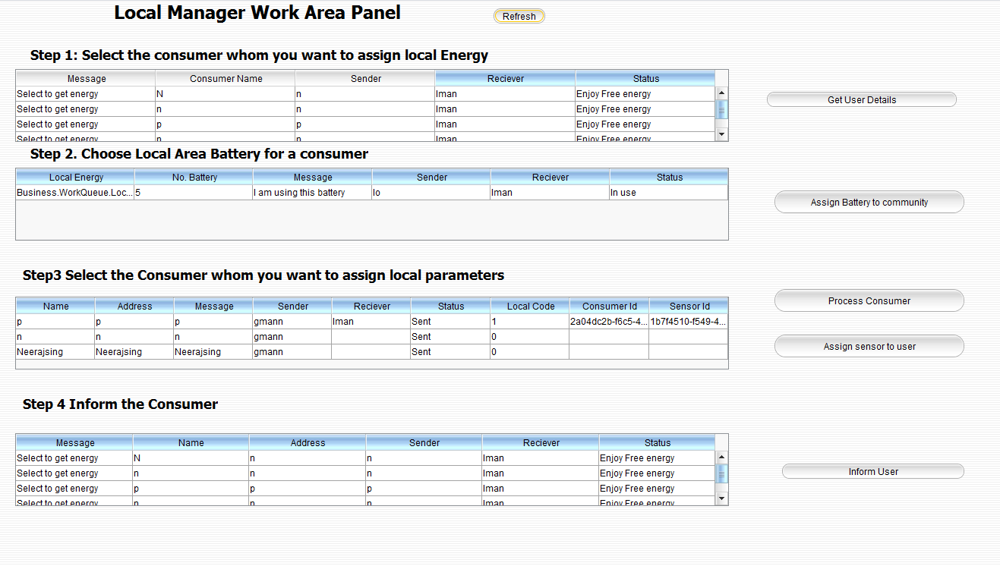 Local Manager Work Area Panel Refresh
Step 1: Select the consumer whom you want to assign local Energy
Message Consumer Name Sender Reciever Status
Select to get energy N n Iman Enjoy Free energy
Get User Details
Select to get energy n n Iman Enjoy Free energy
Select to get energy p p Iman Enjoy Free energy
Select to get energy n n Iman Enjoy Free energy
Step 2. Choose Local Area Battery for a consumer
Local Energy No. Battery Message Sender Reciever Status
Business.WorkQueue.Loc... 5 I am using this battery lo Iman In use
Assign Battery to community
Step3 Select the Consumer whom you want to assign local parameters
Process Consumer
Name Address Message Sender Reciever Status Local Code Consumer Id Sensor Id
p p p gmann Iman Sent 1 2a04dc2b-f6c5-4... 1b7f4510-f549-4...
n n n gmann Sent 0
Neerajsing Neerajsing Neerajsing gmann Sent 0
Assign sensor to user
Step 4 Inform the Consumer
Message Name Address Sender Reciever Status
Select to get energy N n n Iman Enjoy Free energy
Select to get energy n n n Iman Enjoy Free energy
Inform User
Select to get energy p p p Iman Enjoy Free energy
Select to get energy n n n Iman Enjoy Free energy